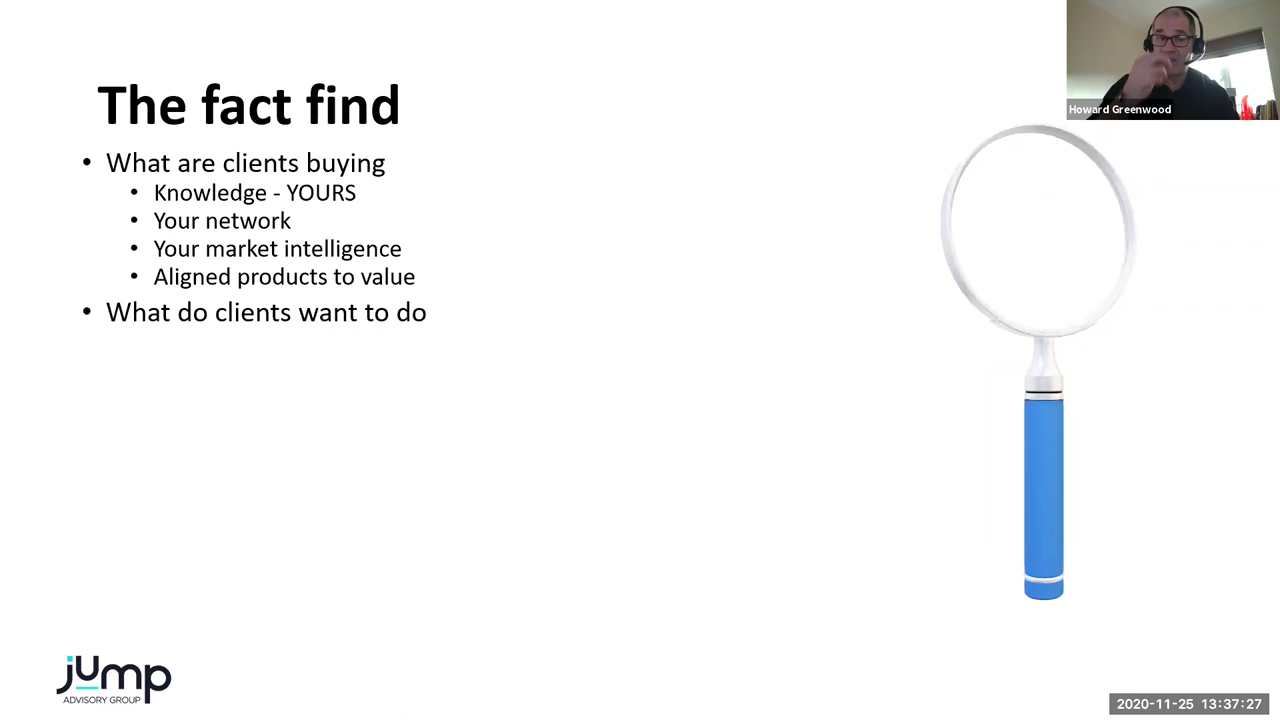 Howard Greenwood
The fact find
• What are clients buying
• Knowledge - YOURS
• Your network
• Your market intelligence
• Aligned products to value
• What do clients want to do
jump
ADVISORY GROUP
2020-11-25 13:37:27